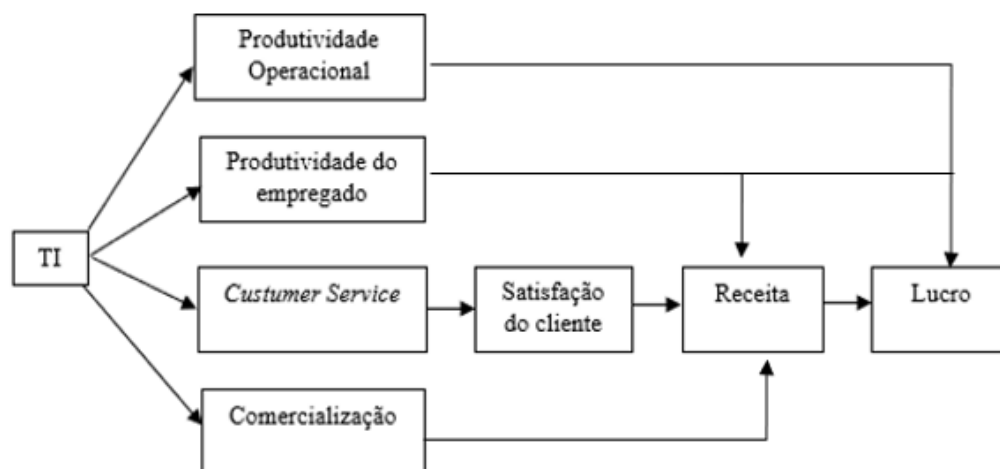 Produtividade
Operacional
Produtividade do
empregado
TI
Custumer Service
Satisfação
do cliente
Receita
Lucro
Comercialização